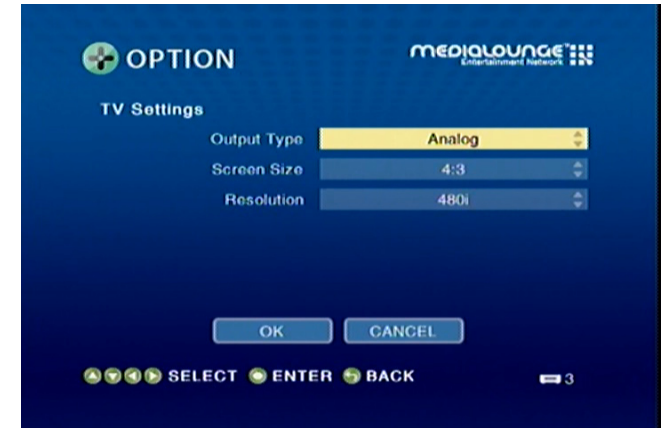 OPTION
MEDIALOUNGE™
Entertainment Network
TV Settings
Output Type Analog
Screen Size 4:3
Resolution 480i
OK CANCEL
SELECT ENTER BACK 3